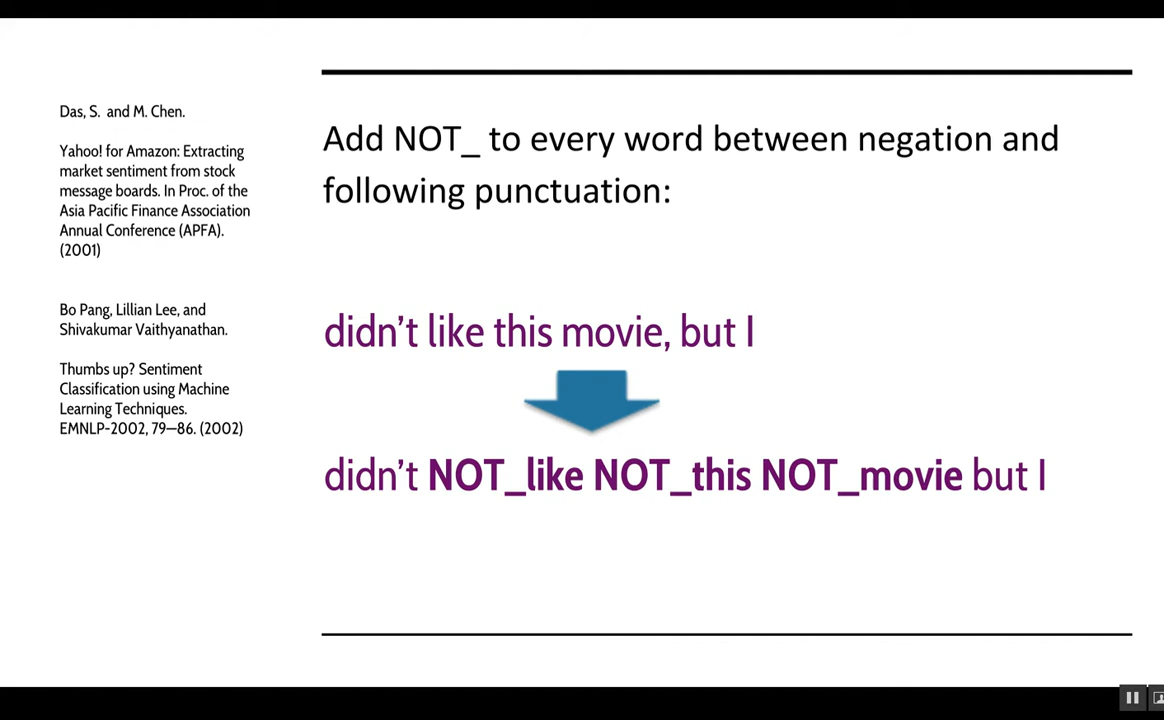 Das, S. and M. Chen.
Yahoo! for Amazon: Extracting
market sentiment from stock
message boards. In Proc. of the
Asia Pacific Finance Association
Annual Conference (APFA).
(2001)
Bo Pang, Lillian Lee, and
Shivakumar Vaithyanathan.
Thumbs up? Sentiment
Classification using Machine
Learning Techniques.
EMNLP-2002, 79—86. (2002)
Add NOT_ to every word between negation and
following punctuation:
didn’t like this movie, but I
didn’t NOT_like NOT_this NOT_movie but I